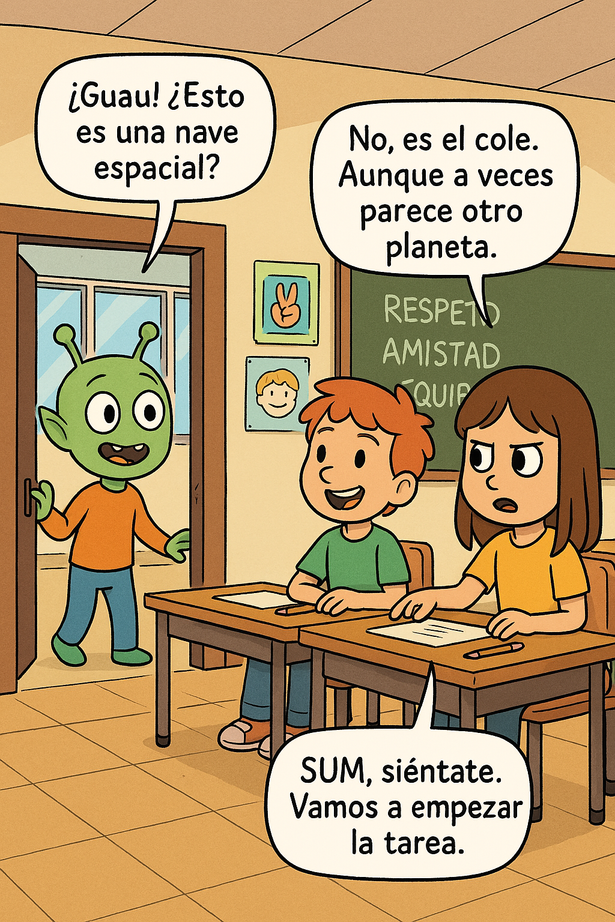 ¡Guau! ¿Esto
es una nave
espacial?
No, es el cole.
Aunque a veces
parece otro
planeta.
RESPETO
AMISTAD
EQUIP
SUM, siéntate.
Vamos a empezar
la tarea.